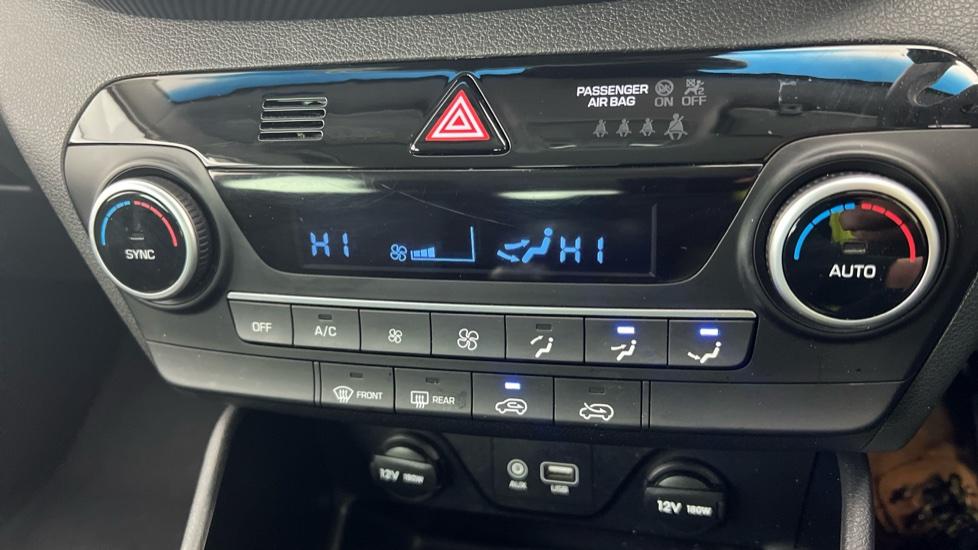 PASSENGER
AIR BAG ON OFF
HI HI
SYNC AUTO
OFF A/C
FRONT REAR
12V 180W AUX USB 12V 180W